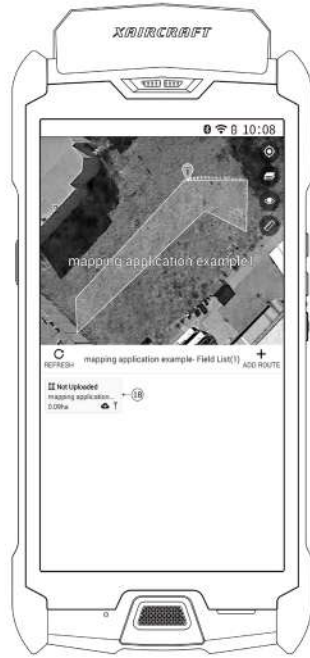 XAIRCRAFT
10:08
mapping application example1
REFRESH
mapping application example- Field List(1)
ADD ROUTE
Not Uploaded
mapping application...
0.09ha
18